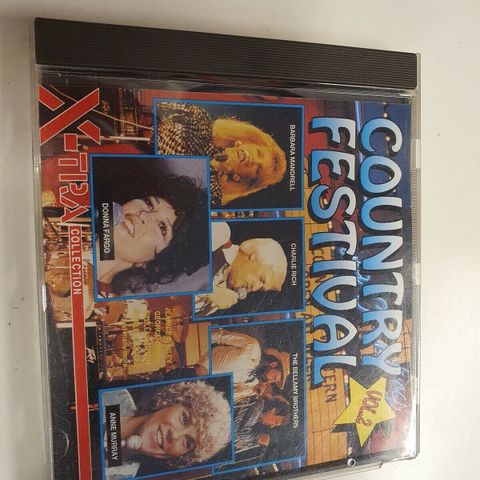 COUNTRY
FESTIVAL
VOL.2
BARBARA MANDRELL
CHARLIE RICH
THE BELLAMY BROTHERS
DONNA FARGO
ANNE MURRAY
X-TRA COLLECTION